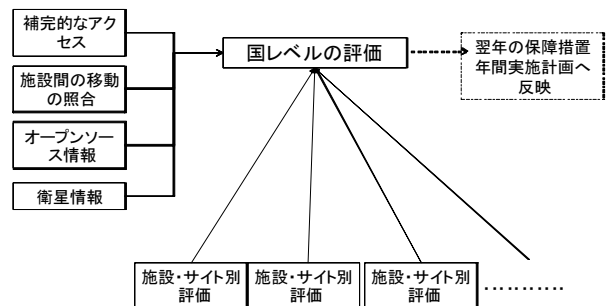 補完的なアク
セス
施設間の移動
の照合
オープンソー
ス情報
衛星情報
国レベルの評価
翌年の保障措置
年間実施計画へ
反映
施設・サイト別
評価
施設・サイト別
評価
施設・サイト別
評価
...........